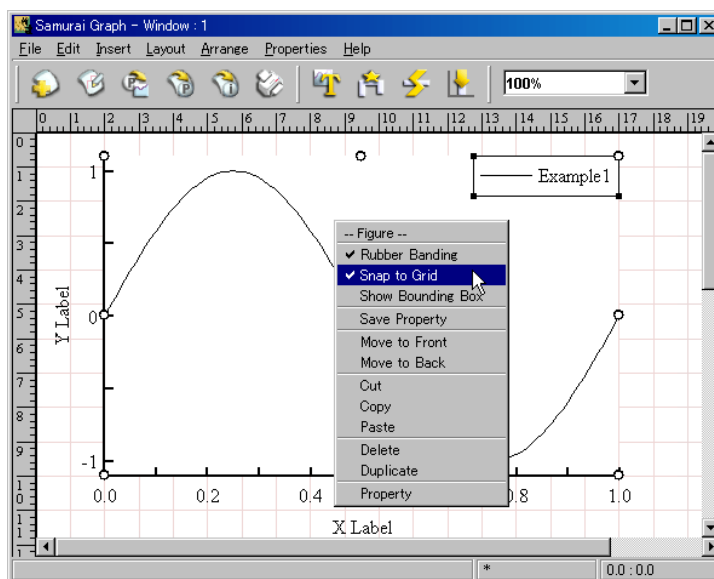 Samurai Graph - Window : 1
File Edit Insert Layout Arrange Properties Help
100%
0 1 2 3 4 5 6 7 8 9 10 11 12 13 14 15 16 17 18 19
0
1
2
3
4
5
6
7
8
9
10
11
1
0
-1
Y Label
Example1
-- Figure --
Rubber Banding
Snap to Grid
Show Bounding Box
Save Property
Move to Front
Move to Back
Cut
Copy
Paste
Delete
Duplicate
Property
0.0 0.2 0.4 0.8 1.0
X Label
* 0.0 : 0.0